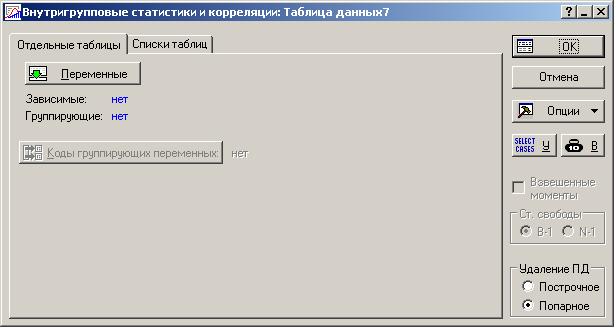 Внутригрупповые статистики и корреляции: Таблица данных7
Отдельные таблицы
Списки таблиц
Переменные
Зависимые: нет
Группирующие: нет
Коды группирующих переменных: нет
OK
Отмена
Опции
SELECT CASES У
10 В
Взвешенные
моменты
Ст. свободы
В-1 N-1
Удаление ПД
Построчное
Попарное